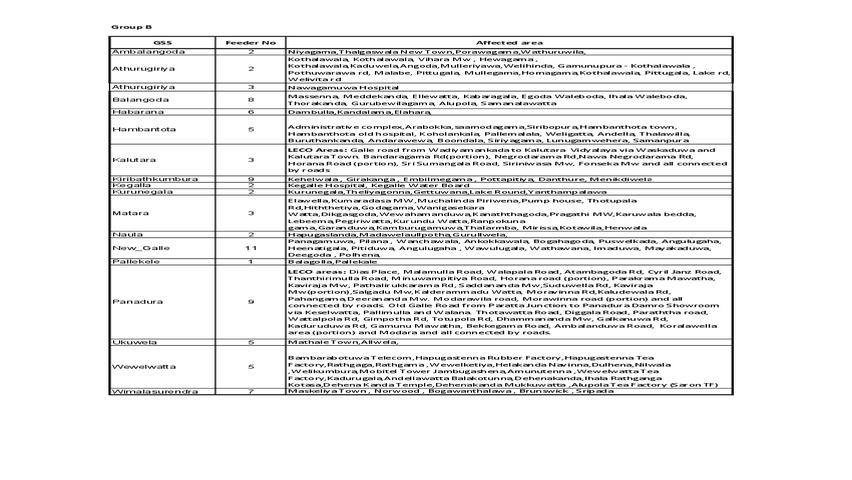 Group B
GSS Feeder No Affected area
Ambalangoda 2 Niyagama,Thalgaswala New Town,Porawagama,Wathuruwila,
Athurugiriya 2 Kothalawala, Kothalawala, Vihara Mw , Hewagama ,
Kothalawala,Kaduwela,Angoda,Mulleriyawa,Welihinda, Gamunupura - Kothalawala ,
Pothuwarawa rd, Malabe, Pittugala, Mullegama,Homagama,Kothalawala, Pittugala, Lake rd,
Welivita rd
Athurugiriya 3 Nawagamuwa Hospital
Balangoda 8 Massenna, Meddekanda, Ellewatta, Kabaragala, Egoda Waleboda, Ihala Waleboda,
Thorakanda, Gurubewilagama, Alupola, Samanalawatta
Habarana 6 Dambulla,Kandalama,Elahara,
Hambantota 5 Administrative complex,Arabokka,saamodagama,Siribopura,Hambanthota town,
Hambanthota old hospital, Koholankala, Pallemalala, Weligatta, Andella, Thalawilla,
Buruthankanda, Andarawewa, Boondala, Siriyagama, Lunugamwehera, Samanpura
Kalutara 3 LECO Areas: Galle road from Wadiyamankada to Kalutara Vidyalaya via Waskaduwa and
Kalutara Town. Bandaragama Rd(portion), Negrodarama Rd,Nawa Negrodarama Rd,
Horana Road (portion), Sri Sumangala Road, Siriniwasa Mw, Fonseka Mw and all connected
by roads
Kiribathkumbura 9 Kehelwala , Girakanga , Embilmegama , Pottapitiya, Danthure, Menikdiwela
Kegalla 2 Kegalle Hospital, Kegalle Water Board
Kurunegala 2 Kurunegala,Theliyagonna,Gettuwana,Lake Round,Yanthampalawa
Matara 3 Elawella,Kumaradasa MW,Muchalinda Piriwena,Pump house, Thotupala
Rd,Hiththetiya,Godagama,Wanigasekara
Watta,Dikgasgoda,Wewahamanduwa,Kanaththagoda,Pragathi MW,Karuwala bedda,
Lebeema,Pegiriwatta,Kurundu Watta,Ranpokuna
gama,Garanduwa,Kamburugamuwa,Thalarmba, Mirissa,Kotawila,Henwala
Naula 2 Hapugaslanda,Madawelaullpotha,Gurullwela,
New_Galle 11 Panagamuwa, Pilana , Wanchawala, Ankokkawala, Bogahagoda, Puswelkada, Angulugaha,
Heenatigala, Pitiduwa, Angulugaha , Wawulugala, Wathawana, Imaduwa, Mayakaduwa,
Deegoda , Polhena,
Pallekele 1 Balagolla,Pallekale
Panadura 9 LECO areas: Dias Place, Malamulla Road, Walapala Road, Atambagoda Rd, Cyril Janz Road,
Thanthirimulla Road, Minuwampitiya Road, Horana road (portion), Parakrama Mawatha,
Kaviraja Mw, Pathalirukkarama Rd, Saddananda Mw,Suduwella Rd, Kaviraja
Mw(portion),Salgadu Mw,Kalderammadu Watta, Moravinna Rd,Kaludewala Rd,
Pahangama,Deerananda Mw. Modarawila road, Morawinna road (portion) and all
connected by roads. Old Galle Road from Paratta Junction to Panadura Damro Showroom
via Keselwatta, Pallimulla and Walana. Thotawatta Road, Diggala Road, Paraththa road,
Wattalpola Rd, Gimpotha Rd, Totupola Rd, Dhammananda Mw, Galkanuwa Rd,
Kaduruduwa Rd, Gamunu Mawatha, Bekkegama Road, Ambalanduwa Road, Koralawella
area (portion) and Modara and all connected by roads.
Ukuwela 5 Mathale Town,Allwela,
Wewelwatta 5 Bambarabotuwa Telecom,Hapugastenna Rubber Factory,Hapugastenna Tea
Factory,Rathgaga,Rathgama , Wewelketiya,Helakanda Navinna,Dulhena,Nilwala
,Welikumbura,Mobitel Tower Jambugashena,Amunutenna ,Wewelwatta Tea
Factory,Kadurugala,Andellawatta Balakotunna,Dehenakanda,Ihala Rathganga
Kotasa,Dehena Kanda Temple,Dehenakanda Mukkuwatta ,Alupola Tea Factory (Saron TF)
Wimalasurendra 7 Maskeliya Town , Norwood , Bogawanthalawa , Brunswick , Sripada